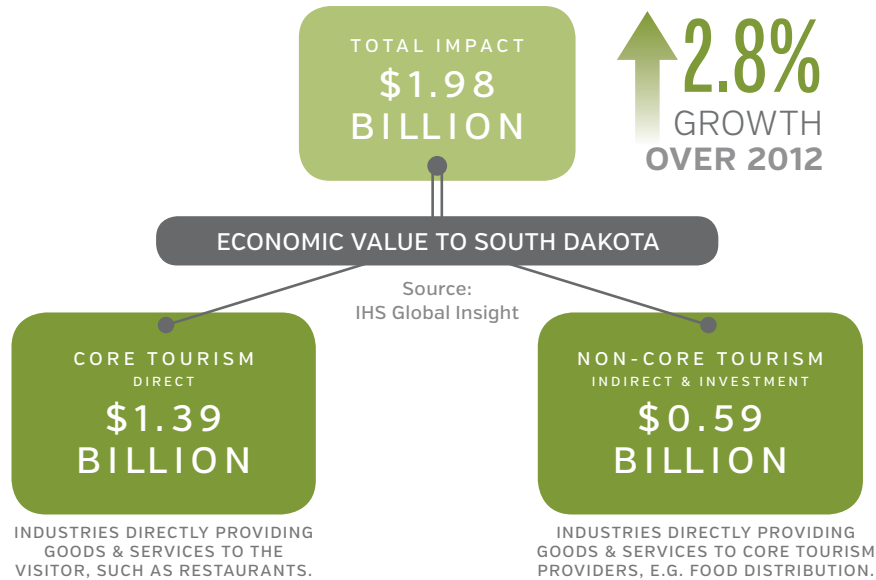 TOTAL IMPACT
$1.98
BILLION
2.8%
GROWTH
OVER 2012
ECONOMIC VALUE TO SOUTH DAKOTA
Source:
IHS Global Insight
CORE TOURISM
DIRECT
$1.39
BILLION
INDUSTRIES DIRECTLY PROVIDING
GOODS & SERVICES TO THE
VISITOR, SUCH AS RESTAURANTS.
NON-CORE TOURISM
INDIRECT & INVESTMENT
$0.59
BILLION
INDUSTRIES DIRECTLY PROVIDING
GOODS & SERVICES TO CORE TOURISM
PROVIDERS, E.G. FOOD DISTRIBUTION.